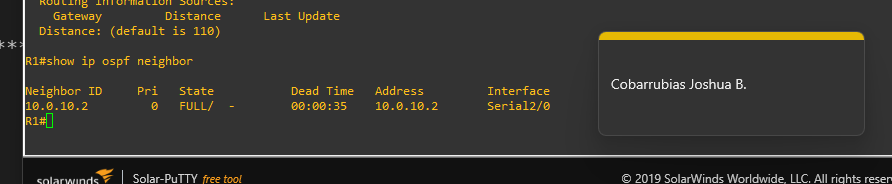 Routing Information Sources:
Gateway         Distance      Last Update
Distance: (default is 110)
***
R1#show ip ospf neighbor
Neighbor ID     Pri   State           Dead Time   Address         Interface
10.0.10.2         0   FULL/  -        00:00:35    10.0.10.2       Serial2/0
R1#
Cobarrubias Joshua B.
solarwinds Solar-PuTTY free tool © 2019 SolarWinds Worldwide, LLC. All rights